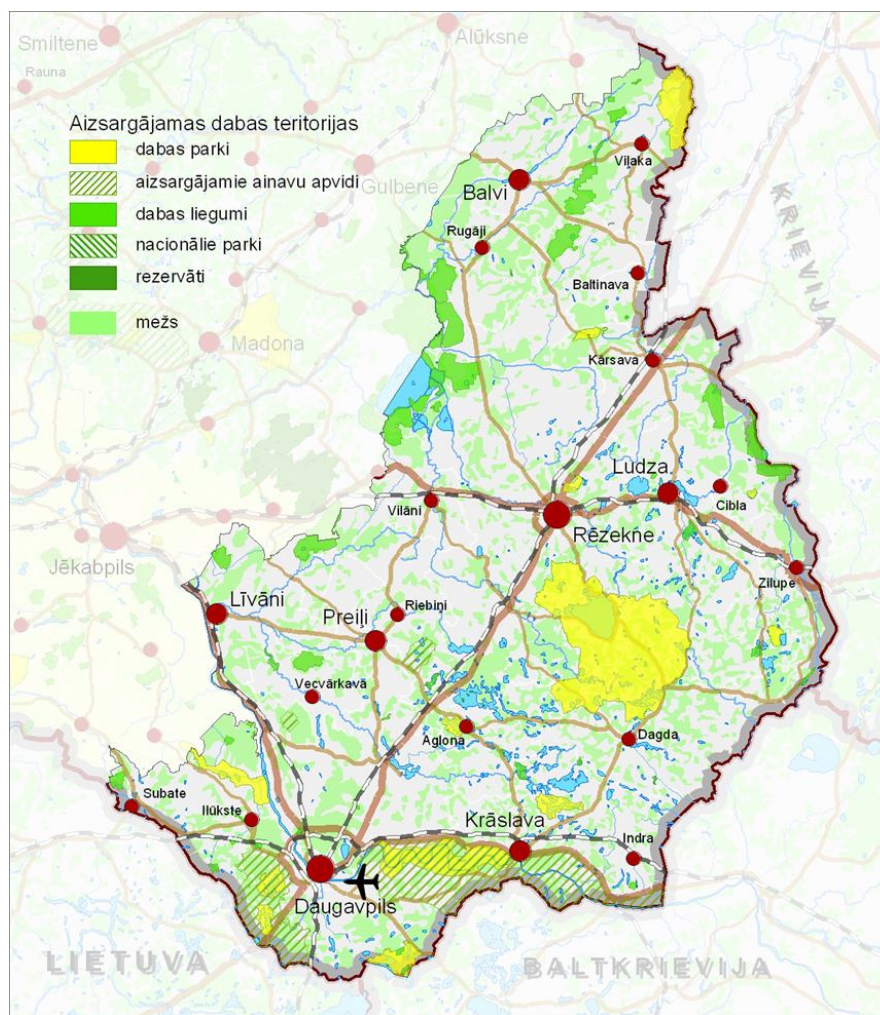 Smiltene
Alūksne
Rauna
Aizsargājamas dabas teritorijas
dabas parki
aizsargājamie ainavu apvidi
dabas liegumi
nacionālie parki
rezervāti
mežs
Viļaka
Balvi
Gulbene
Rugāji
Baltinava
KRIEVIJA
Madona
Kārsava
Ludza
Cibla
Viļāni
Rēzekne
Jēkabpils
Zilupe
Līvāni
Riebiņi
Preiļi
Vecvārkavā
Aglona
Dagda
Subate
Ilūkste
Krāslava
Indra
Daugavpils
LIETUVA
BALTKRIEVIJA